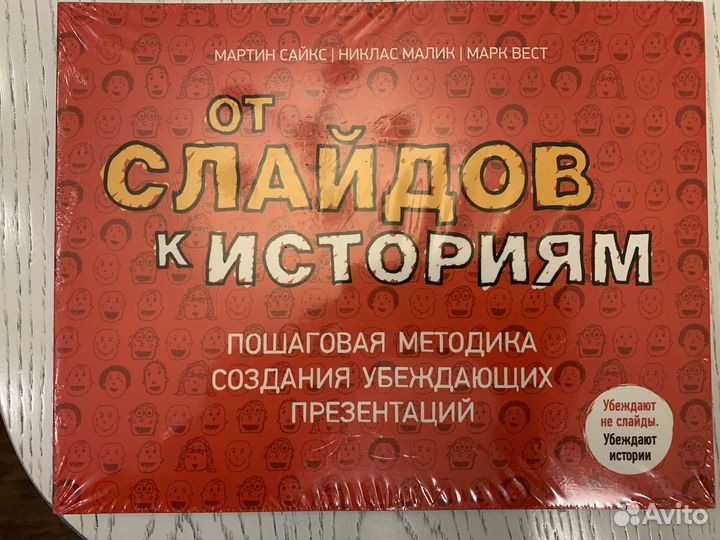 МАРТИН САЙКС | НИКЛАС МАЛИК | МАРК ВЕСТ
ОТ
СЛАЙДОВ
К ИСТОРИЯМ
ПОШАГОВАЯ МЕТОДИКА
СОЗДАНИЯ УБЕЖДАЮЩИХ
ПРЕЗЕНТАЦИЙ
Убеждают
не слайды.
Убеждают
истории
Avito